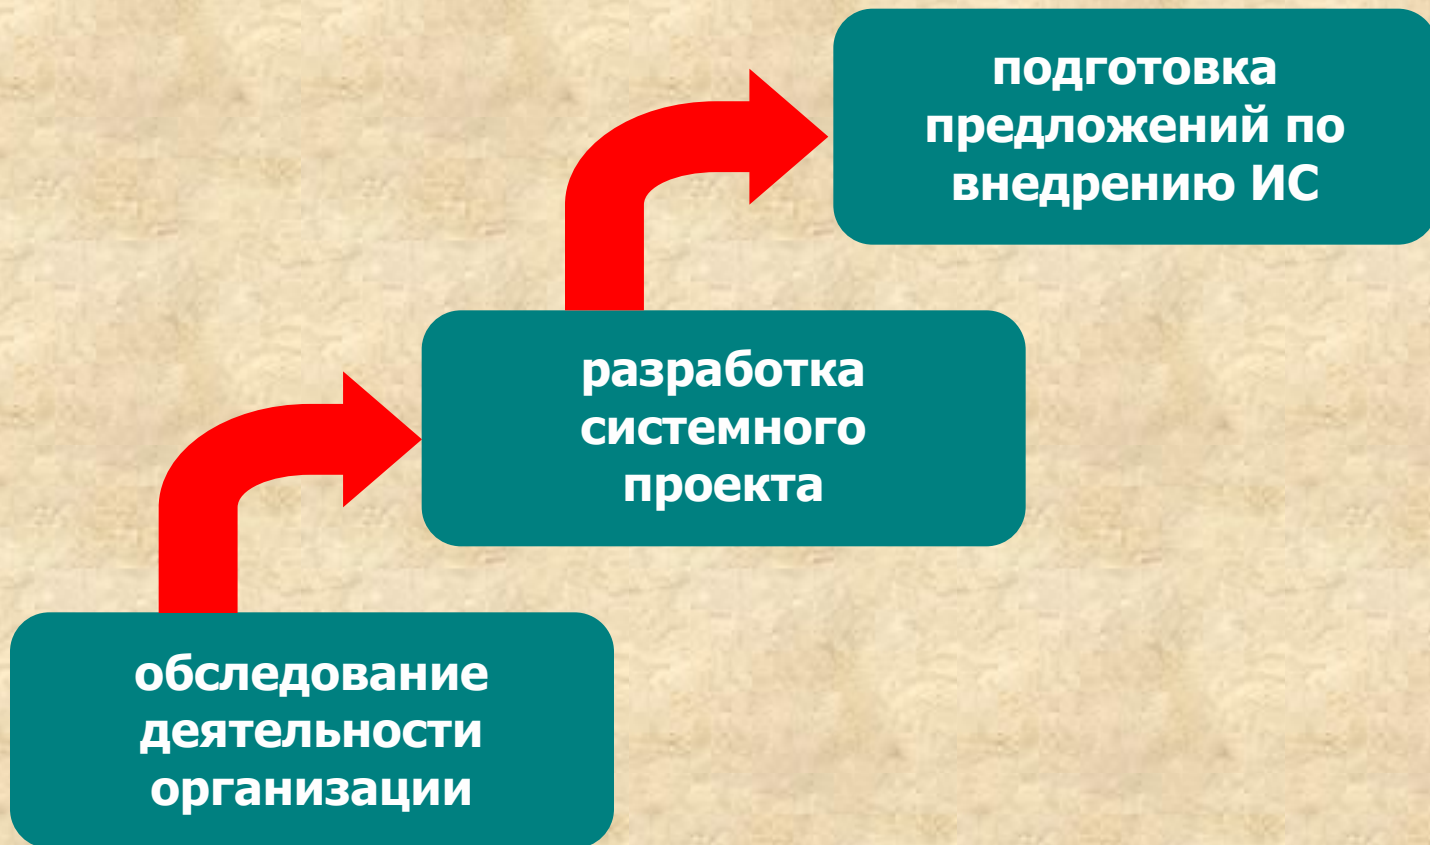 подготовка
предложений по
внедрению ИС
разработка
системного
проекта
обследование
деятельности
организации